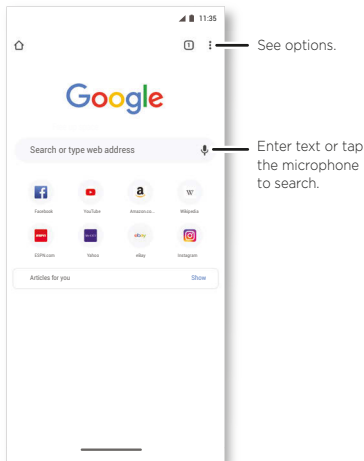 11:35
1
See options.
Google
Search or type web address
Enter text or tap
the microphone
to search.
a
W
Facebook
YouTube
Amazon.co...
Wikipedia
ESPN.com
Yahoo
eBay
Instagram
Articles for you
Show